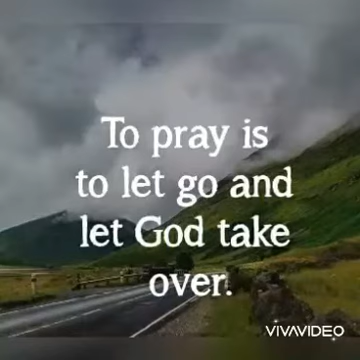 To pray is
to let go and
let God take
over.
VIVAVIDEO